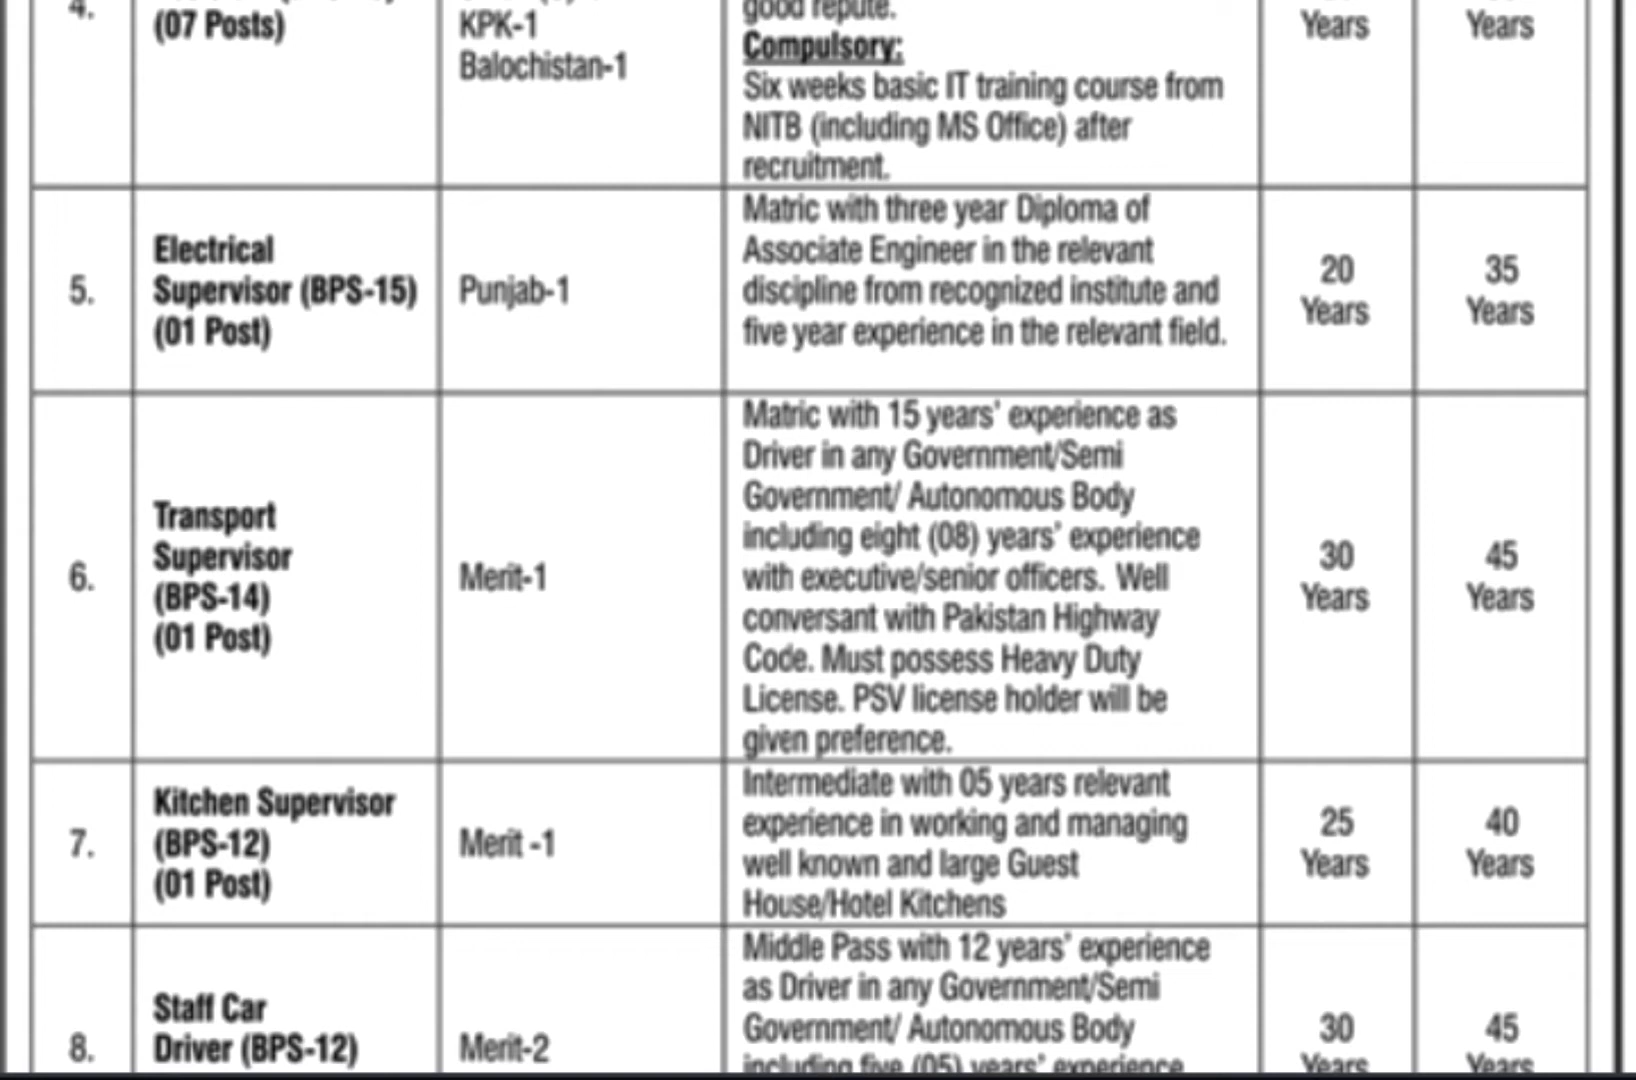 4.
(07 Posts)
KPK-1
Balochistan-1
good repute.
Compulsory:
Six weeks basic IT training course from
NITB (including MS Office) after
recruitment.
Years
Years
5.
Electrical
Supervisor (BPS-15)
(01 Post)
Punjab-1
Matric with three year Diploma of
Associate Engineer in the relevant
discipline from recognized institute and
five year experience in the relevant field.
20
Years
35
Years
6.
Transport
Supervisor
(BPS-14)
(01 Post)
Merit-1
Matric with 15 years' experience as
Driver in any Government/Semi
Government/ Autonomous Body
including eight (08) years' experience
with executive/senior officers. Well
conversant with Pakistan Highway
Code. Must possess Heavy Duty
License. PSV license holder will be
given preference.
30
Years
45
Years
7.
Kitchen Supervisor
(BPS-12)
(01 Post)
Merit -1
Intermediate with 05 years relevant
experience in working and managing
well known and large Guest
House/Hotel Kitchens
25
Years
40
Years
8.
Staff Car
Driver (BPS-12)
Merit-2
Middle Pass with 12 years' experience
as Driver in any Government/Semi
Government/ Autonomous Body
including five (05) years' experience
30
Years
45
Years